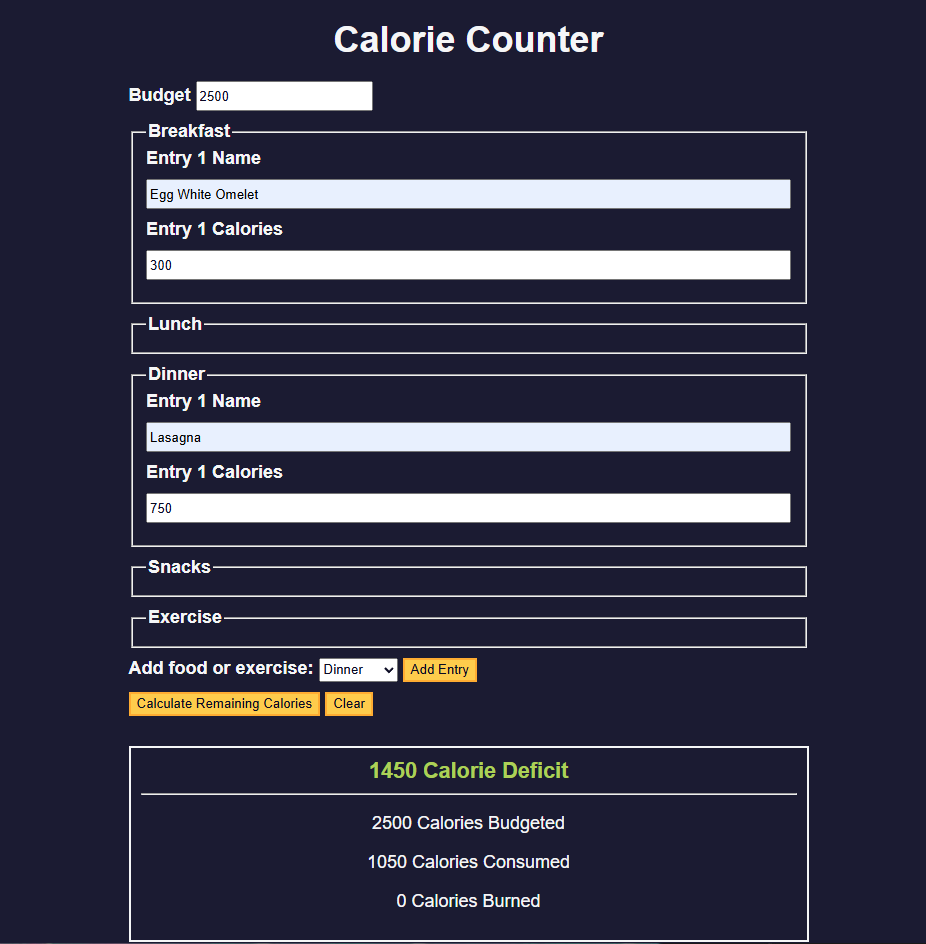 Calorie Counter
Budget 2500
Breakfast
Entry 1 Name
Egg White Omelet
Entry 1 Calories
300
Lunch
Dinner
Entry 1 Name
Lasagna
Entry 1 Calories
750
Snacks
Exercise
Add food or exercise: Dinner Add Entry
Calculate Remaining Calories Clear
1450 Calorie Deficit
2500 Calories Budgeted
1050 Calories Consumed
0 Calories Burned